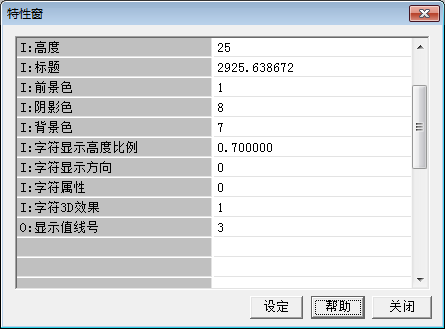 特性窗
I:高度 25
I:标题 2925.638672
I:前景色 1
I:阴影色 8
I:背景色 7
I:字符显示高度比例 0.700000
I:字符显示方向 0
I:字符属性 0
I:字符3D效果 1
O:显示值线号 3
设定 帮助 关闭